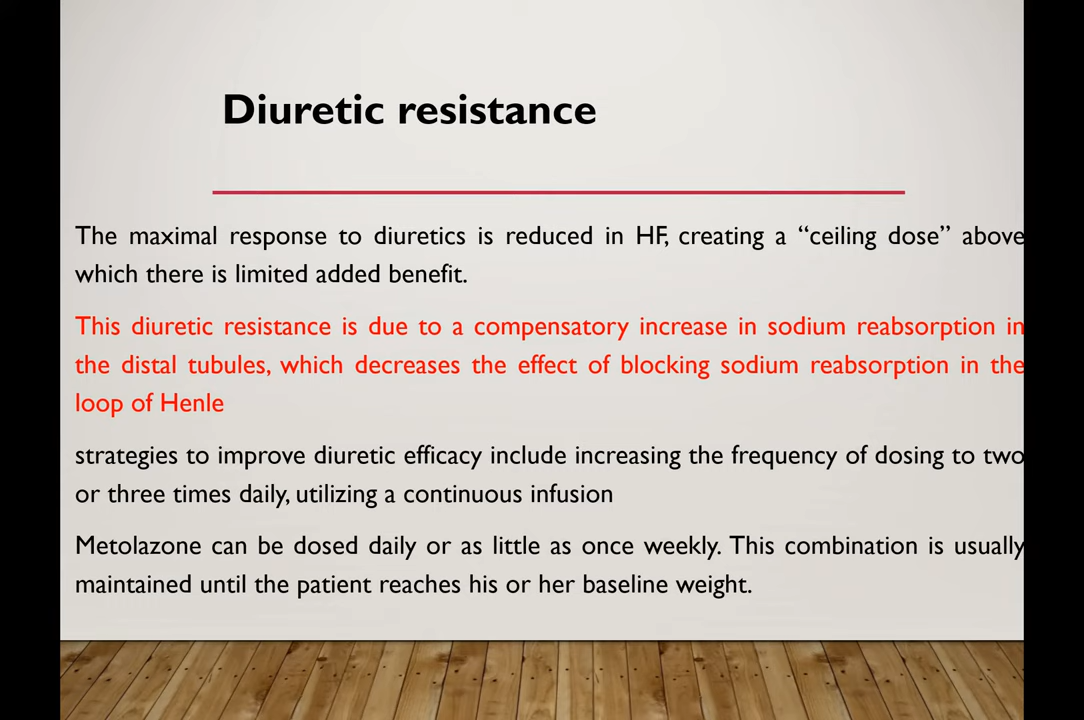 Diuretic resistance
The maximal response to diuretics is reduced in HF, creating a “ceiling dose” above
which there is limited added benefit.
This diuretic resistance is due to a compensatory increase in sodium reabsorption in
the distal tubules, which decreases the effect of blocking sodium reabsorption in the
loop of Henle
strategies to improve diuretic efficacy include increasing the frequency of dosing to two
or three times daily, utilizing a continuous infusion
Metolazone can be dosed daily or as little as once weekly. This combination is usually
maintained until the patient reaches his or her baseline weight.